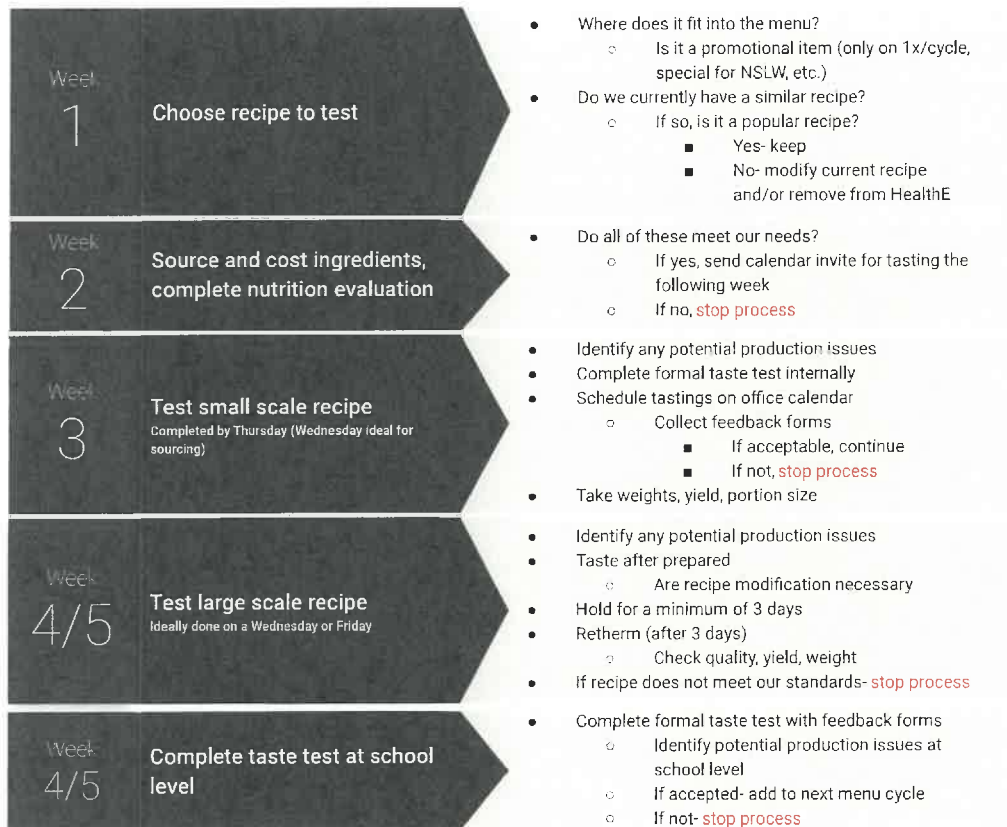 Week
1
Choose recipe to test
• Where does it fit into the menu?
○ Is it a promotional item (only on 1x/cycle,
special for NSLW, etc.)
• Do we currently have a similar recipe?
○ If so, is it a popular recipe?
■ Yes- keep
■ No- modify current recipe
and/or remove from HealthE
Week
2
Source and cost ingredients,
complete nutrition evaluation
• Do all of these meet our needs?
○ If yes, send calendar invite for tasting the
following week
○ If no, stop process
Week
3
Test small scale recipe
Completed by Thursday (Wednesday ideal for
sourcing)
• Identify any potential production issues
• Complete formal taste test internally
• Schedule tastings on office calendar
○ Collect feedback forms
■ If acceptable, continue
■ If not, stop process
• Take weights, yield, portion size
Week
4/5
Test large scale recipe
Ideally done on a Wednesday or Friday
• Identify any potential production issues
• Taste after prepared
○ Are recipe modification necessary
• Hold for a minimum of 3 days
• Retherm (after 3 days)
○ Check quality, yield, weight
• If recipe does not meet our standards- stop process
Week
4/5
Complete taste test at school
level
• Complete formal taste test with feedback forms
○ Identify potential production issues at
school level
○ If accepted- add to next menu cycle
○ If not- stop process